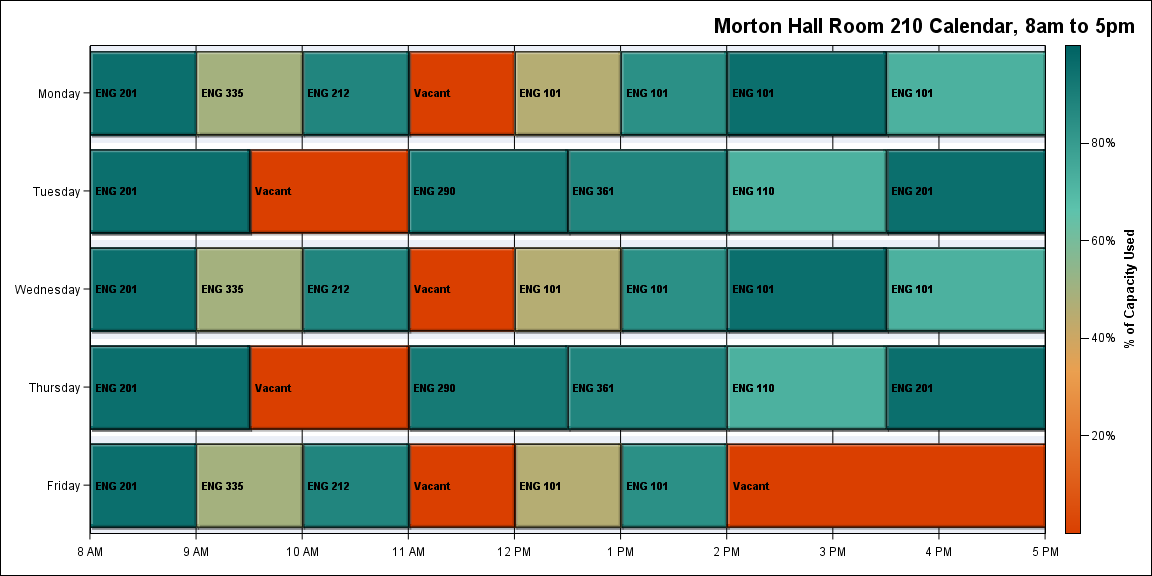 Morton Hall Room 210 Calendar, 8am to 5pm
Monday
ENG 201
ENG 335
ENG 212
Vacant
ENG 101
ENG 101
ENG 101
ENG 101
Tuesday
ENG 201
Vacant
ENG 290
ENG 361
ENG 110
ENG 201
Wednesday
ENG 201
ENG 335
ENG 212
Vacant
ENG 101
ENG 101
ENG 101
ENG 101
Thursday
ENG 201
Vacant
ENG 290
ENG 361
ENG 110
ENG 201
Friday
ENG 201
ENG 335
ENG 212
Vacant
ENG 101
ENG 101
Vacant
8 AM
9 AM
10 AM
11 AM
12 PM
1 PM
2 PM
3 PM
4 PM
5 PM
80%
60%
40%
20%
% of Capacity Used